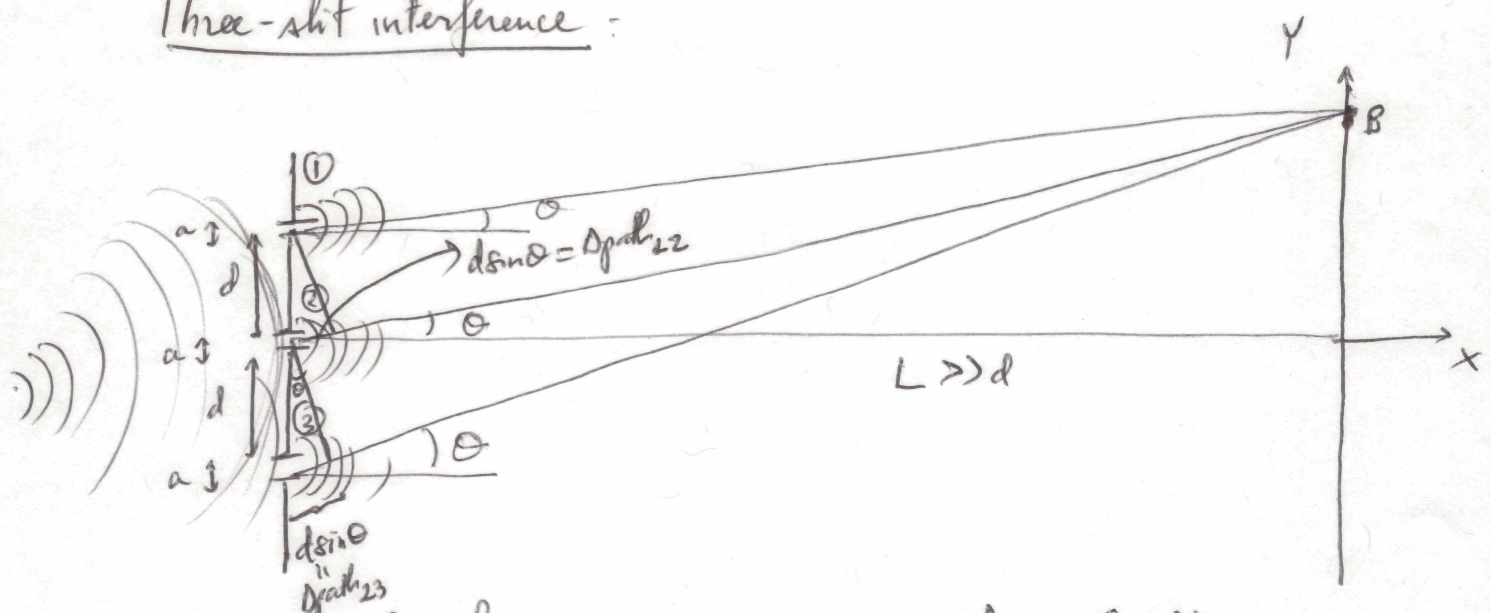 Three-slit interference :
Y
B
①
a
θ
dsinθ = Δpath₁₂
d
②
θ
a
X
L >> d
θ
d
③
θ
a
dsinθ
"
Δpath₂₃